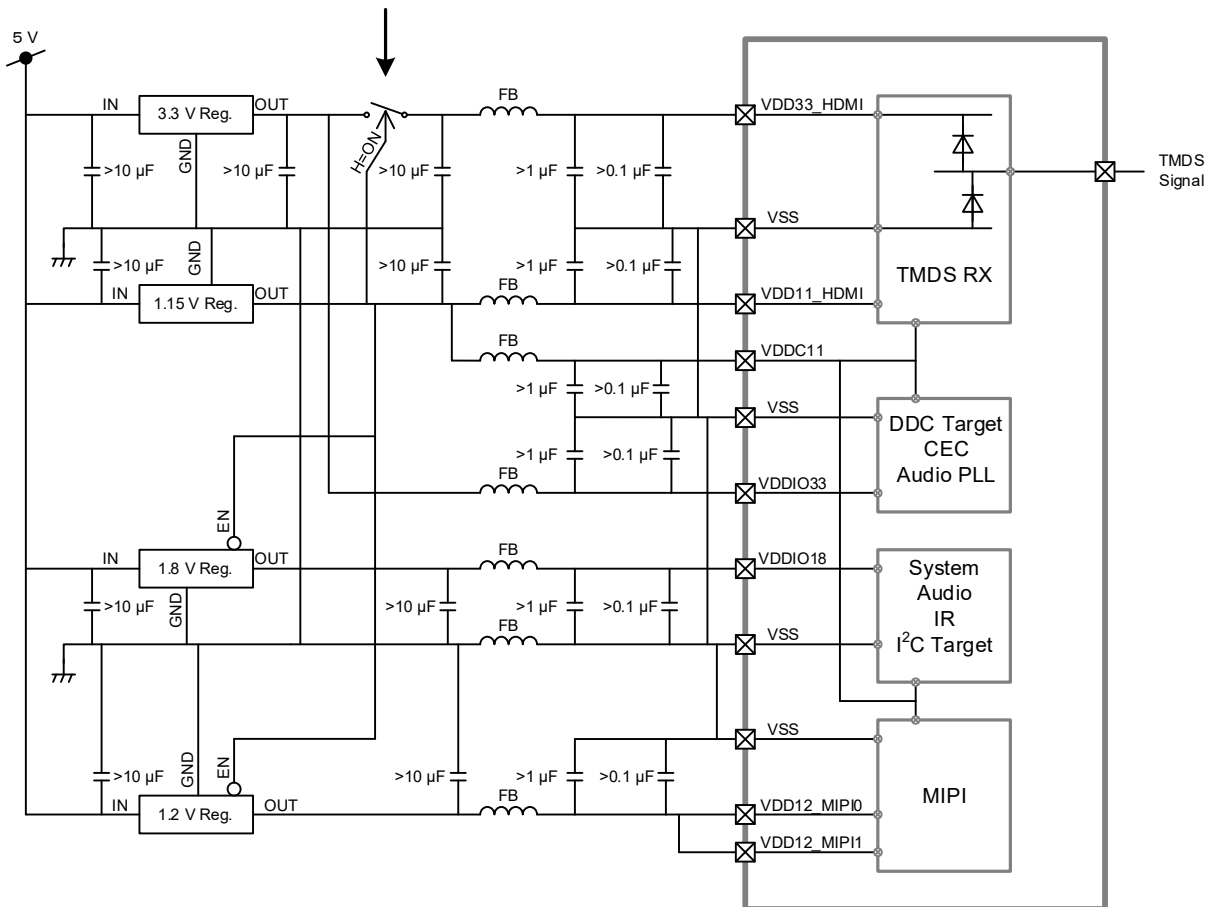 5 V
FB
IN
3.3 V Reg.
OUT
VDD33_HDMI
GND
H=ON
>10 µF
>10 µF
>10 µF
>1 µF
>0.1 µF
TMDS
Signal
VSS
GND
>10 µF
>10 µF
>1 µF
>0.1 µF
TMDS RX
IN
1.15 V Reg.
OUT
FB
VDD11_HDMI
FB
VDDC11
>1 µF
>0.1 µF
VSS
DDC Target
CEC
Audio PLL
>1 µF
>0.1 µF
FB
VDDIO33
EN
IN
1.8 V Reg.
OUT
FB
VDDIO18
System
Audio
IR
I²C Target
>10 µF
GND
>10 µF
>1 µF
>0.1 µF
FB
VSS
VSS
GND
EN
>10 µF
>10 µF
>1 µF
>0.1 µF
MIPI
IN
1.2 V Reg.
OUT
FB
VDD12_MIPI0
VDD12_MIPI1